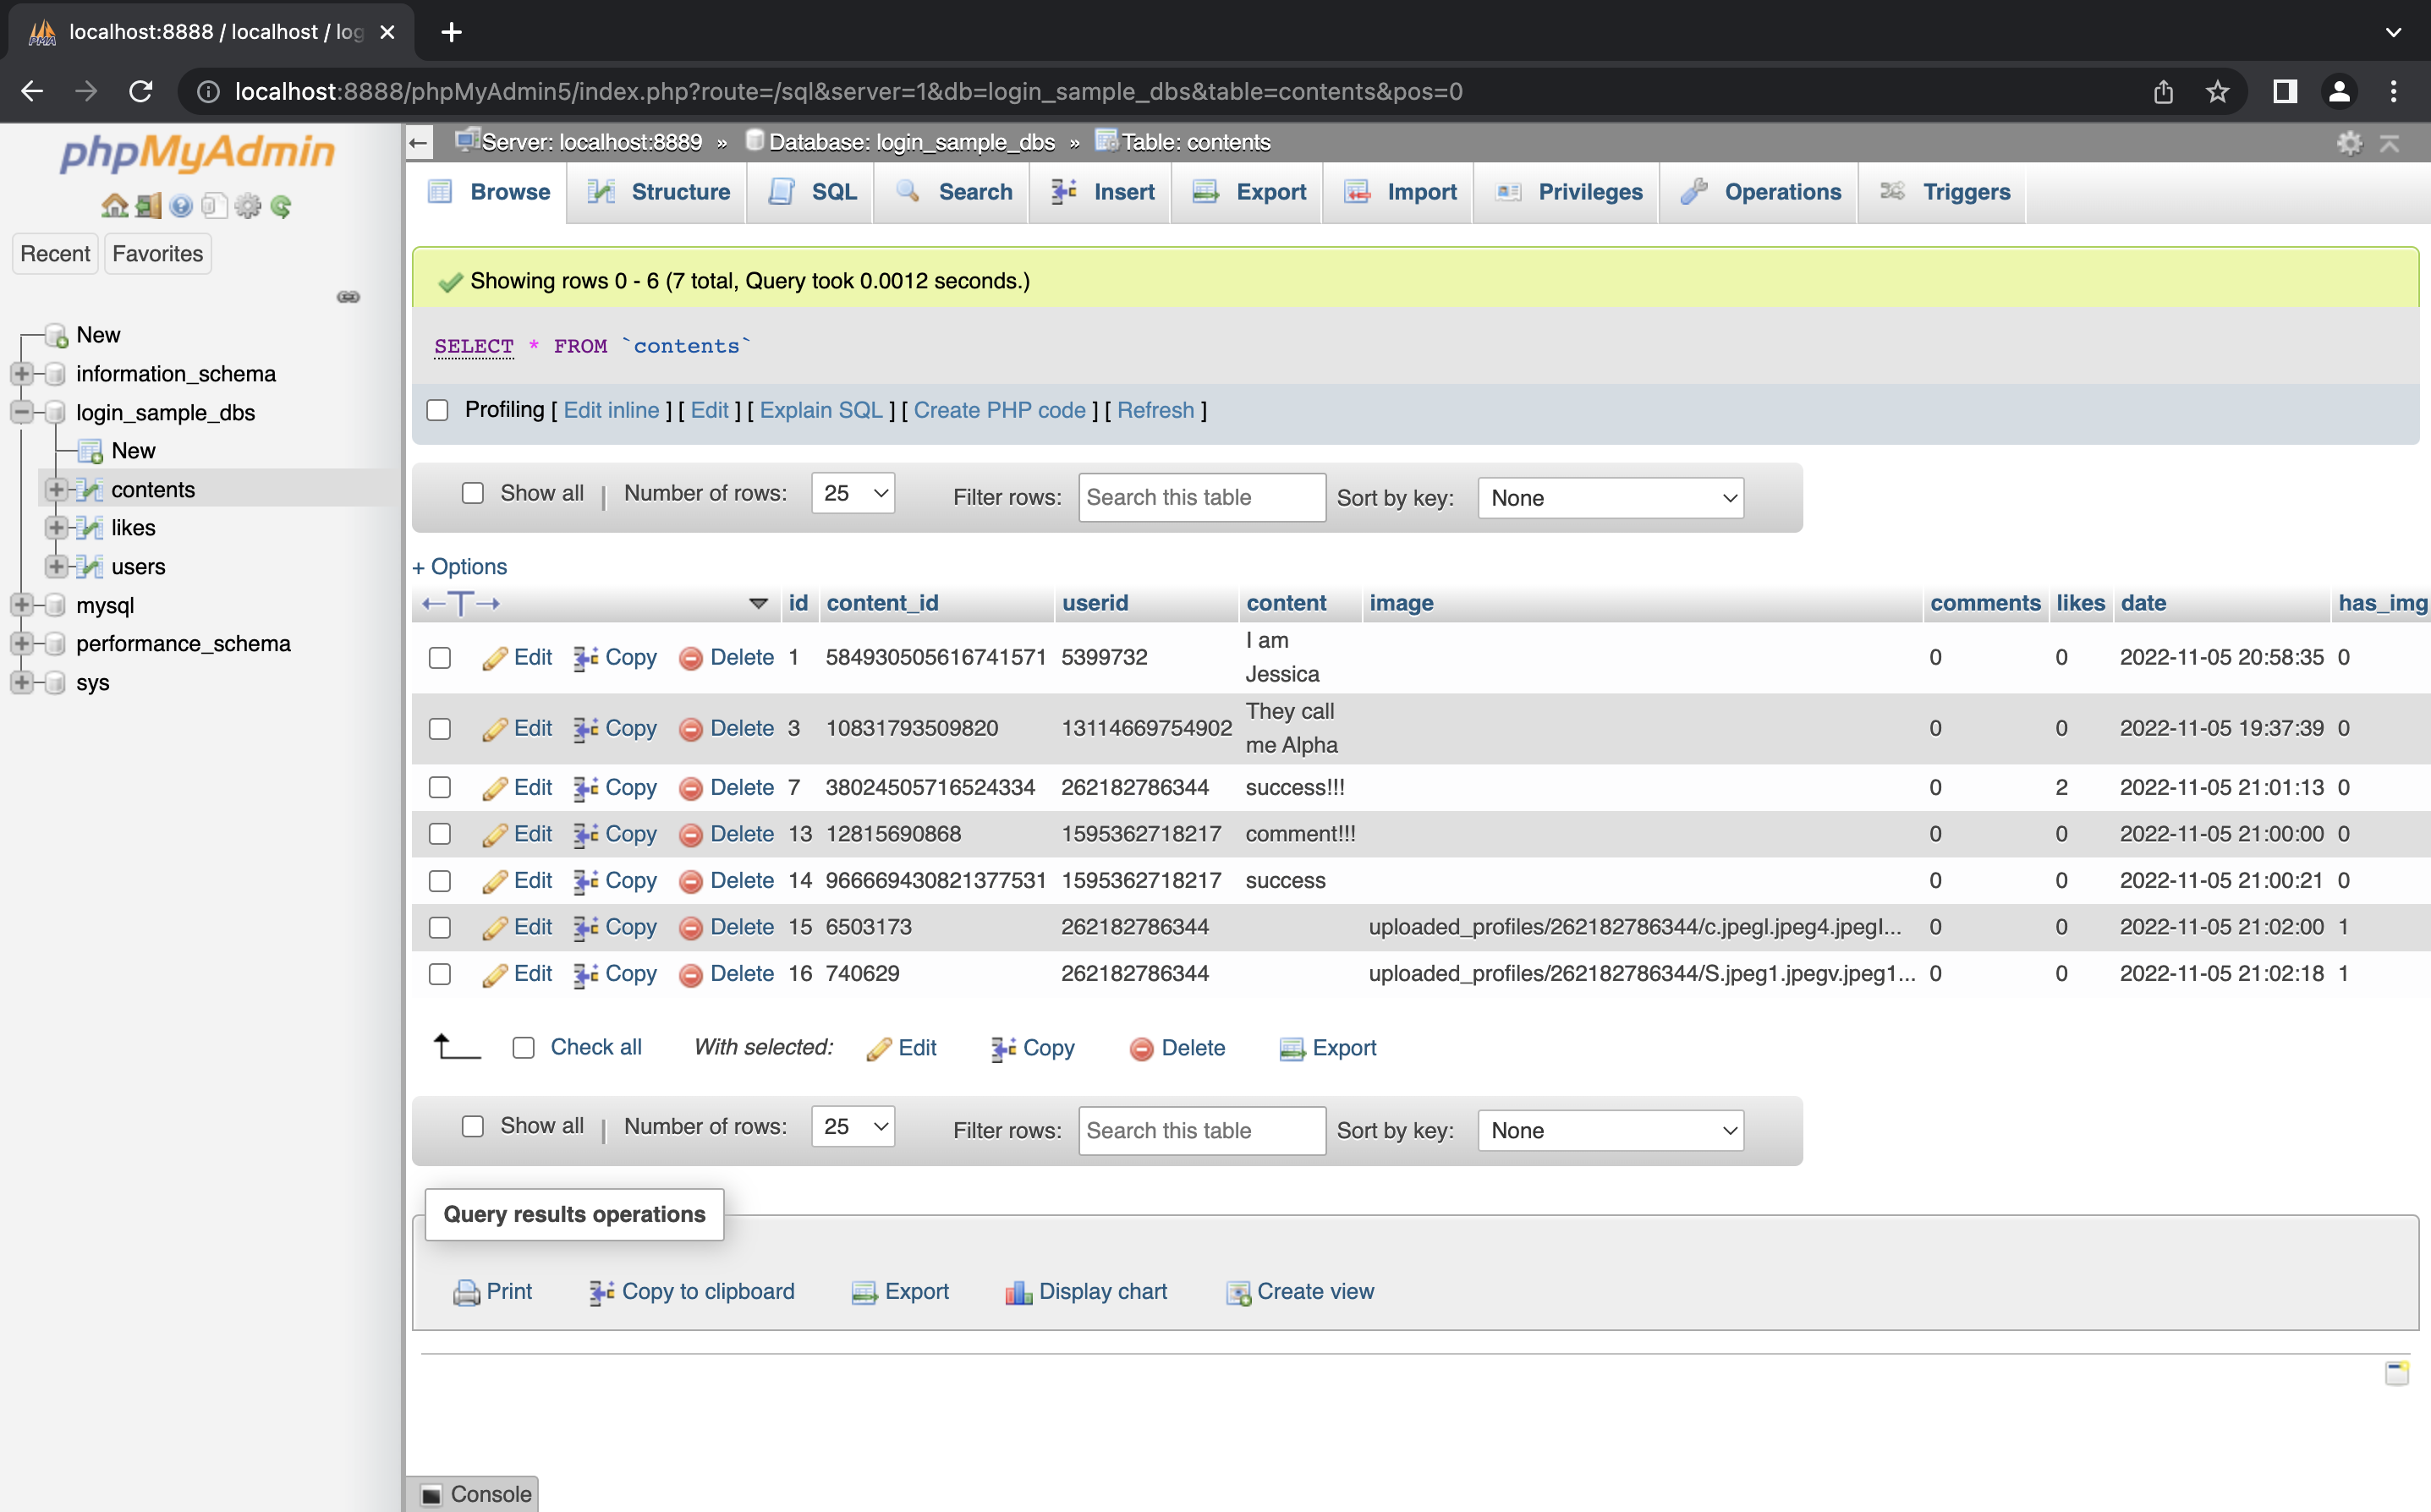 localhost:8888 / localhost / log
localhost:8888/phpMyAdmin5/index.php?route=/sql&server=1&db=login_sample_dbs&table=contents&pos=0
phpMyAdmin
Recent Favorites
New
information_schema
login_sample_dbs
New
contents
likes
users
mysql
performance_schema
sys
Server: localhost:8889 » Database: login_sample_dbs » Table: contents
Browse Structure SQL Search Insert Export Import Privileges Operations Triggers
Showing rows 0 - 6 (7 total, Query took 0.0012 seconds.)
SELECT * FROM `contents`
Profiling [ Edit inline ] [ Edit ] [ Explain SQL ] [ Create PHP code ] [ Refresh ]
Show all | Number of rows: 25 Filter rows: Search this table Sort by key: None
+ Options
←T→ id content_id userid content image comments likes date has_img
Edit Copy Delete 1 584930505616741571 5399732 I am Jessica 0 0 2022-11-05 20:58:35 0
Edit Copy Delete 3 10831793509820 13114669754902 They call me Alpha 0 0 2022-11-05 19:37:39 0
Edit Copy Delete 7 38024505716524334 262182786344 success!!! 0 2 2022-11-05 21:01:13 0
Edit Copy Delete 13 12815690868 1595362718217 comment!!! 0 0 2022-11-05 21:00:00 0
Edit Copy Delete 14 966669430821377531 1595362718217 success 0 0 2022-11-05 21:00:21 0
Edit Copy Delete 15 6503173 262182786344 uploaded_profiles/262182786344/c.jpegl.jpeg4.jpegl... 0 0 2022-11-05 21:02:00 1
Edit Copy Delete 16 740629 262182786344 uploaded_profiles/262182786344/S.jpeg1.jpegv.jpeg1... 0 0 2022-11-05 21:02:18 1
Check all With selected: Edit Copy Delete Export
Show all | Number of rows: 25 Filter rows: Search this table Sort by key: None
Query results operations
Print Copy to clipboard Export Display chart Create view
Console